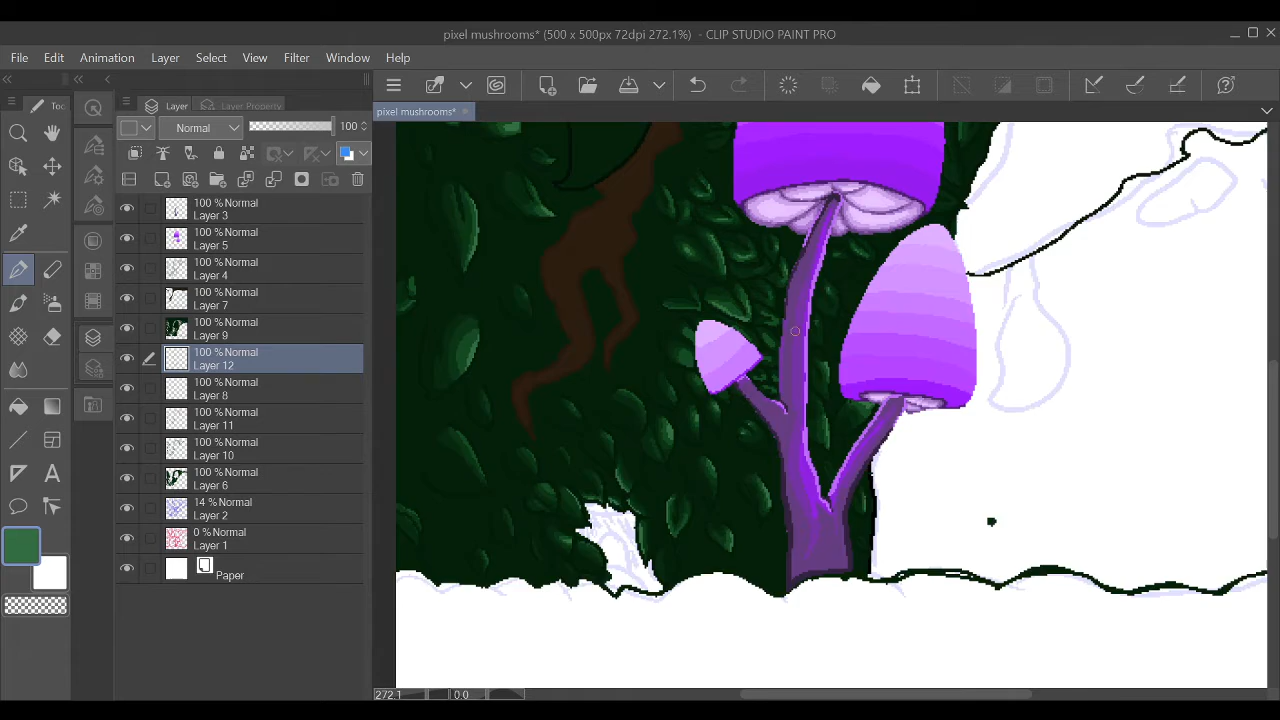 pixel mushrooms* (500 x 500px 72dpi 272.1%) - CLIP STUDIO PAINT PRO
File Edit Animation Layer Select View Filter Window Help
Toc Layer Layer Property pixel mushrooms*
Normal 100
100 % Normal
Layer 3
100 % Normal
Layer 5
100 % Normal
Layer 4
100 % Normal
Layer 7
100 % Normal
Layer 9
100 % Normal
Layer 12
100 % Normal
Layer 8
100 % Normal
Layer 11
100 % Normal
Layer 10
100 % Normal
Layer 6
14 % Normal
Layer 2
0 % Normal
Layer 1
Paper
272.1 0.0